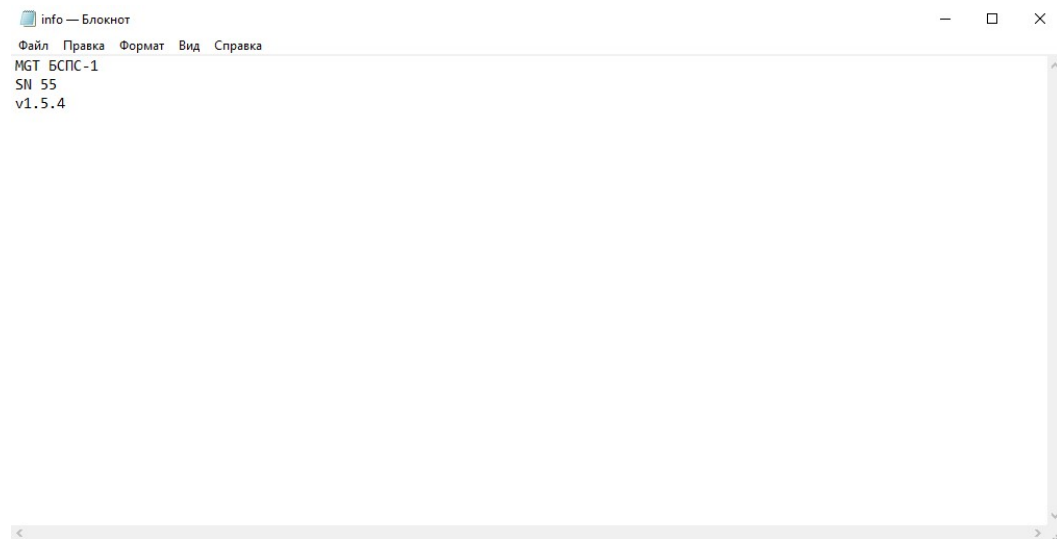 info — Блокнот
Файл Правка Формат Вид Справка
MGT БСПС-1
SN 55
v1.5.4